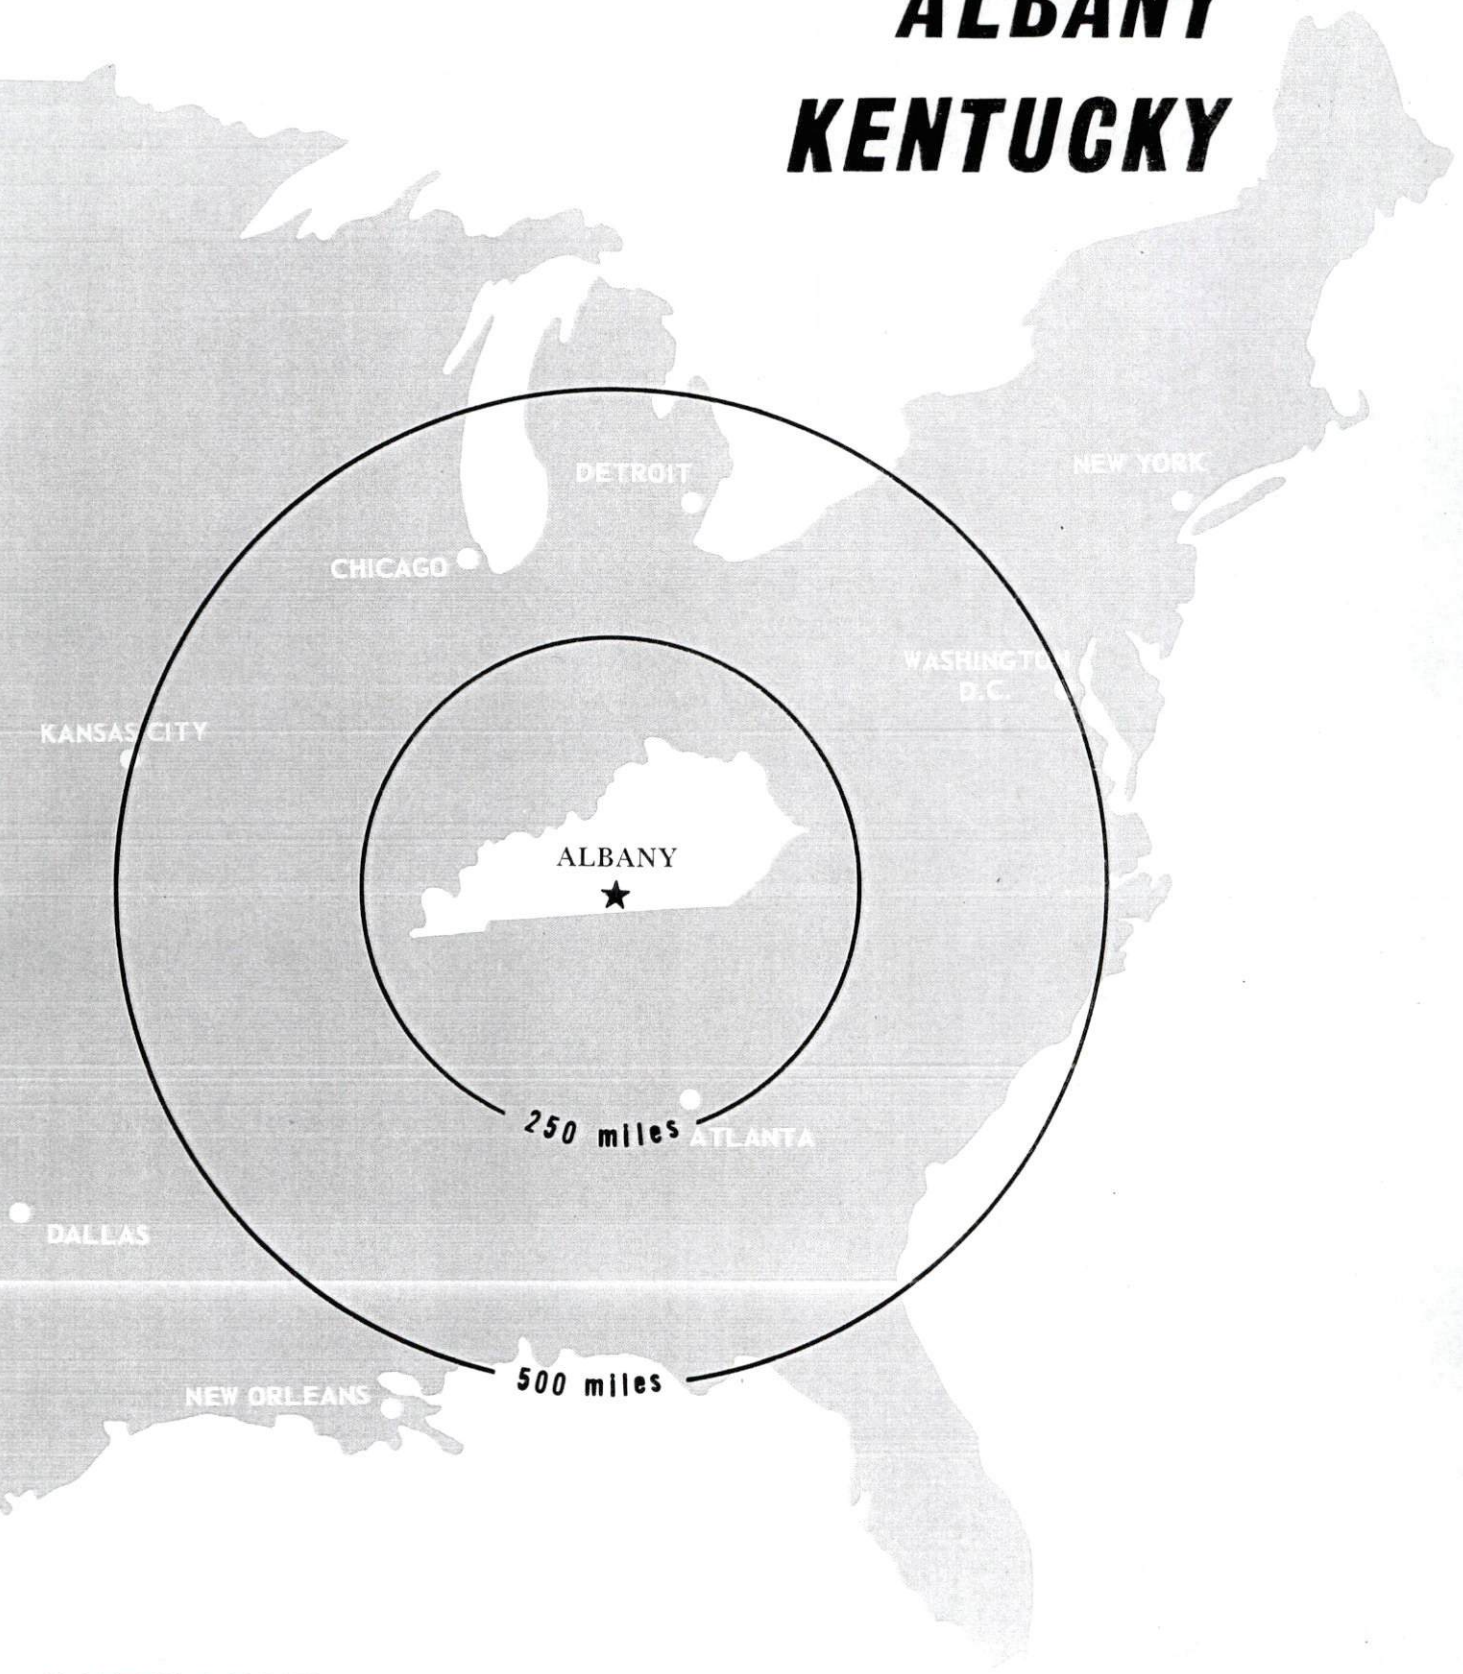 ALBANY
KENTUCKY
DETROIT
NEW YORK
CHICAGO
WASHINGTON
D.C.
KANSAS CITY
ALBANY
250 miles
ATLANTA
DALLAS
500 miles
NEW ORLEANS